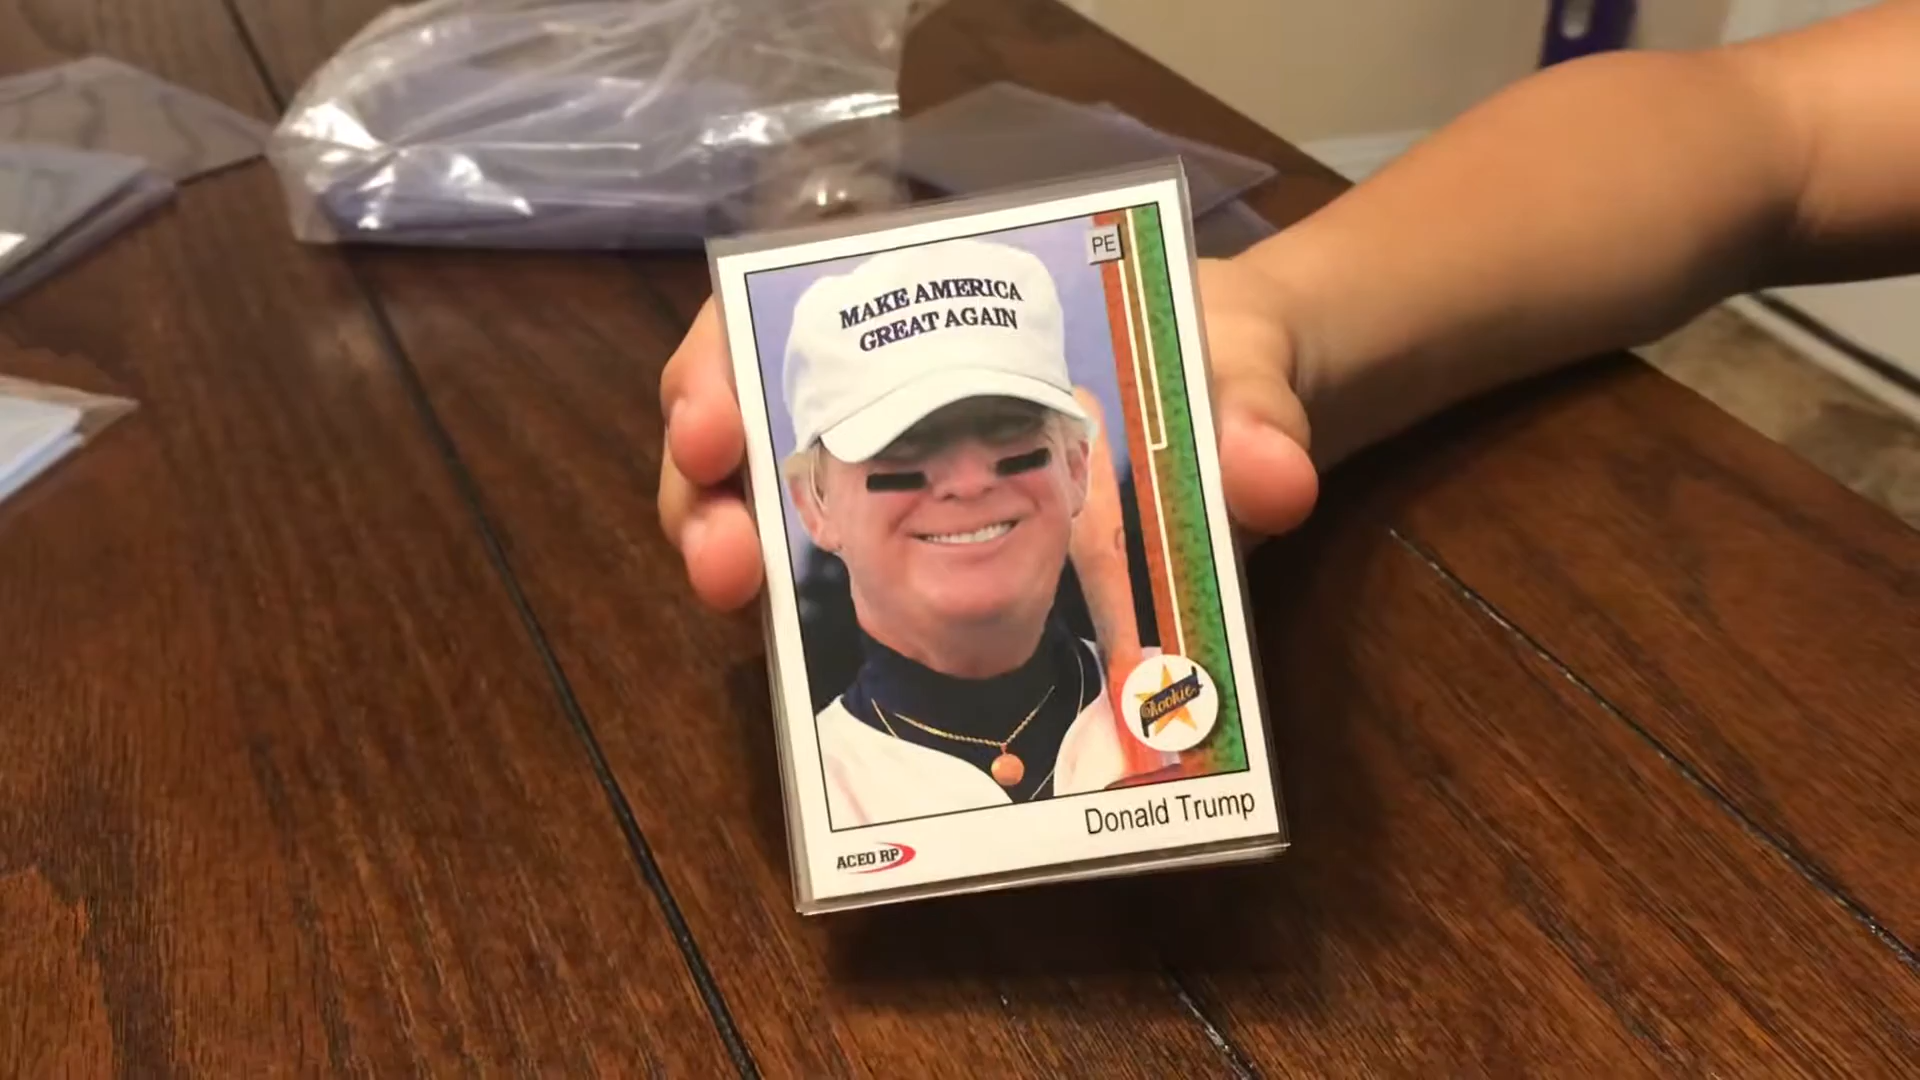 PE
MAKE AMERICA
GREAT AGAIN
Rookie
Donald Trump
ACEO RP